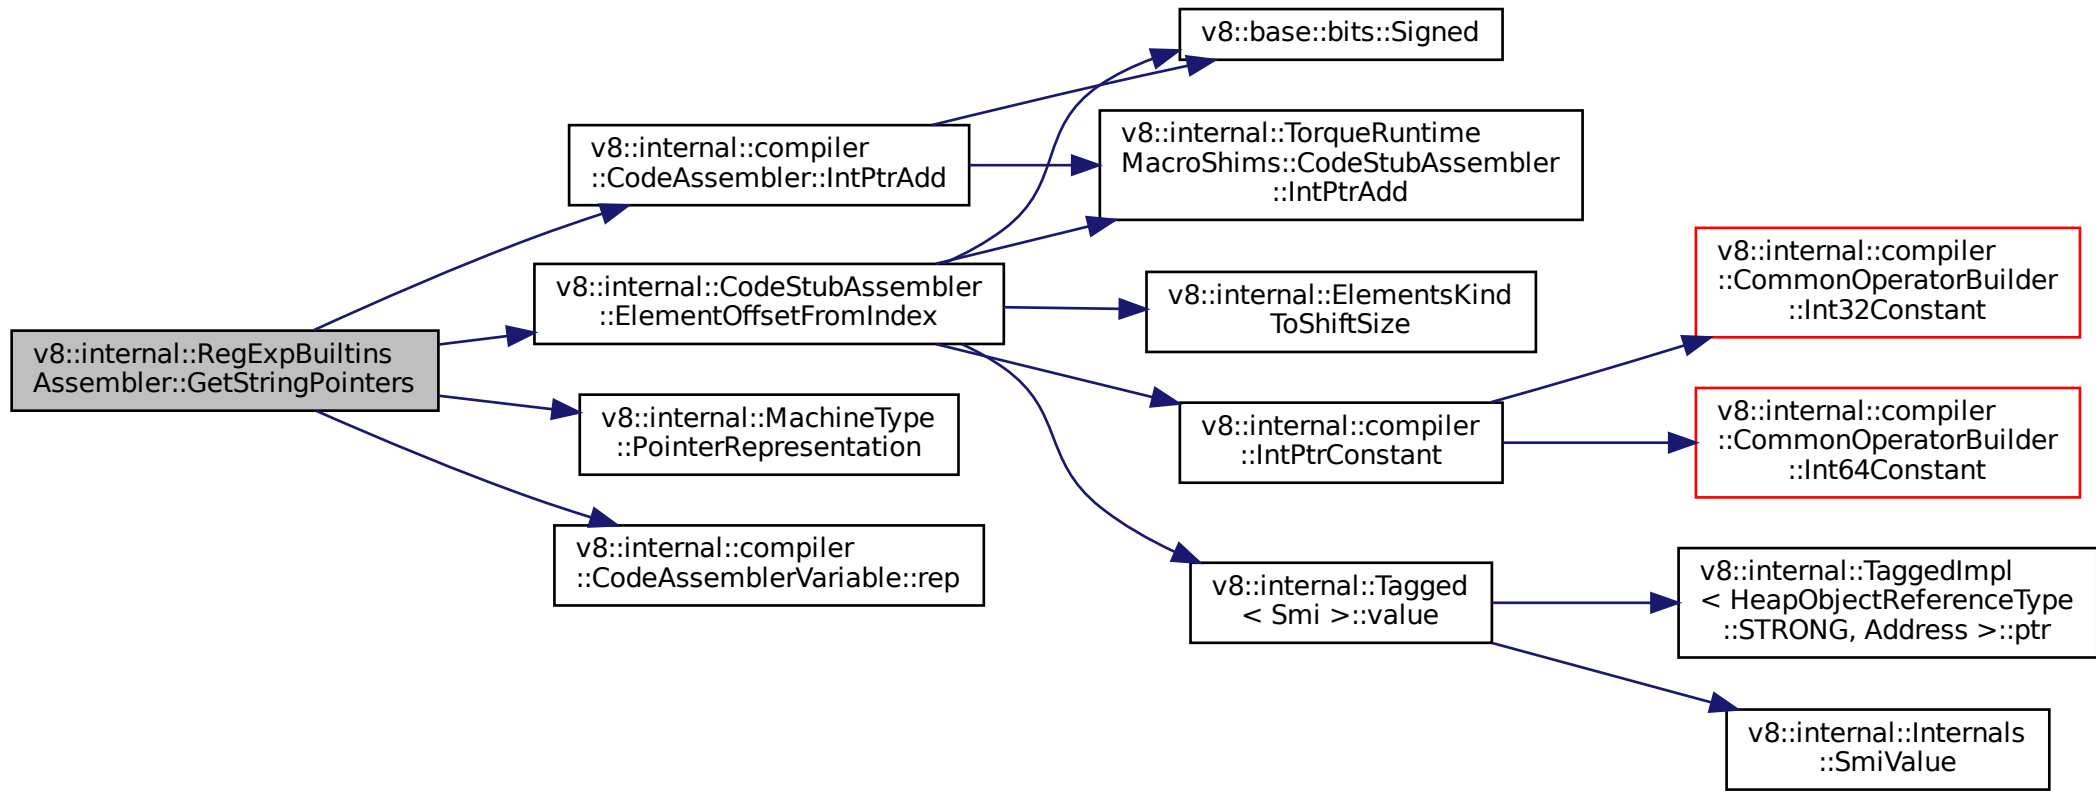 v8::internal::RegExpBuiltins
Assembler::GetStringPointers
v8::internal::compiler
::CodeAssembler::IntPtrAdd
v8::internal::CodeStubAssembler
::ElementOffsetFromIndex
v8::internal::MachineType
::PointerRepresentation
v8::internal::compiler
::CodeAssemblerVariable::rep
v8::base::bits::Signed
v8::internal::TorqueRuntime
MacroShims::CodeStubAssembler
::IntPtrAdd
v8::internal::ElementsKind
ToShiftSize
v8::internal::compiler
::IntPtrConstant
v8::internal::Tagged
< Smi >::value
v8::internal::compiler
::CommonOperatorBuilder
::Int32Constant
v8::internal::compiler
::CommonOperatorBuilder
::Int64Constant
v8::internal::TaggedImpl
< HeapObjectReferenceType
::STRONG, Address >::ptr
v8::internal::Internals
::SmiValue